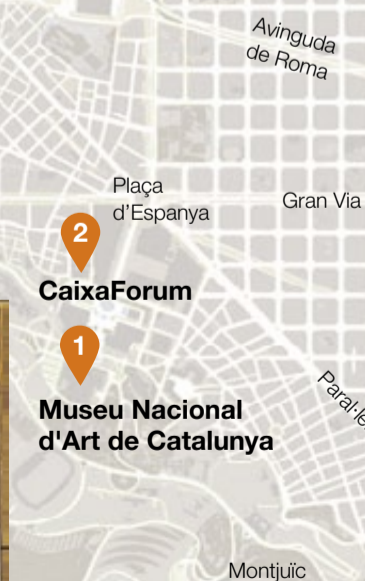 Avinguda
de Roma
Plaça
d'Espanya
Gran Via
2
CaixaForum
1
Museu Nacional
d'Art de Catalunya
Montjuïc